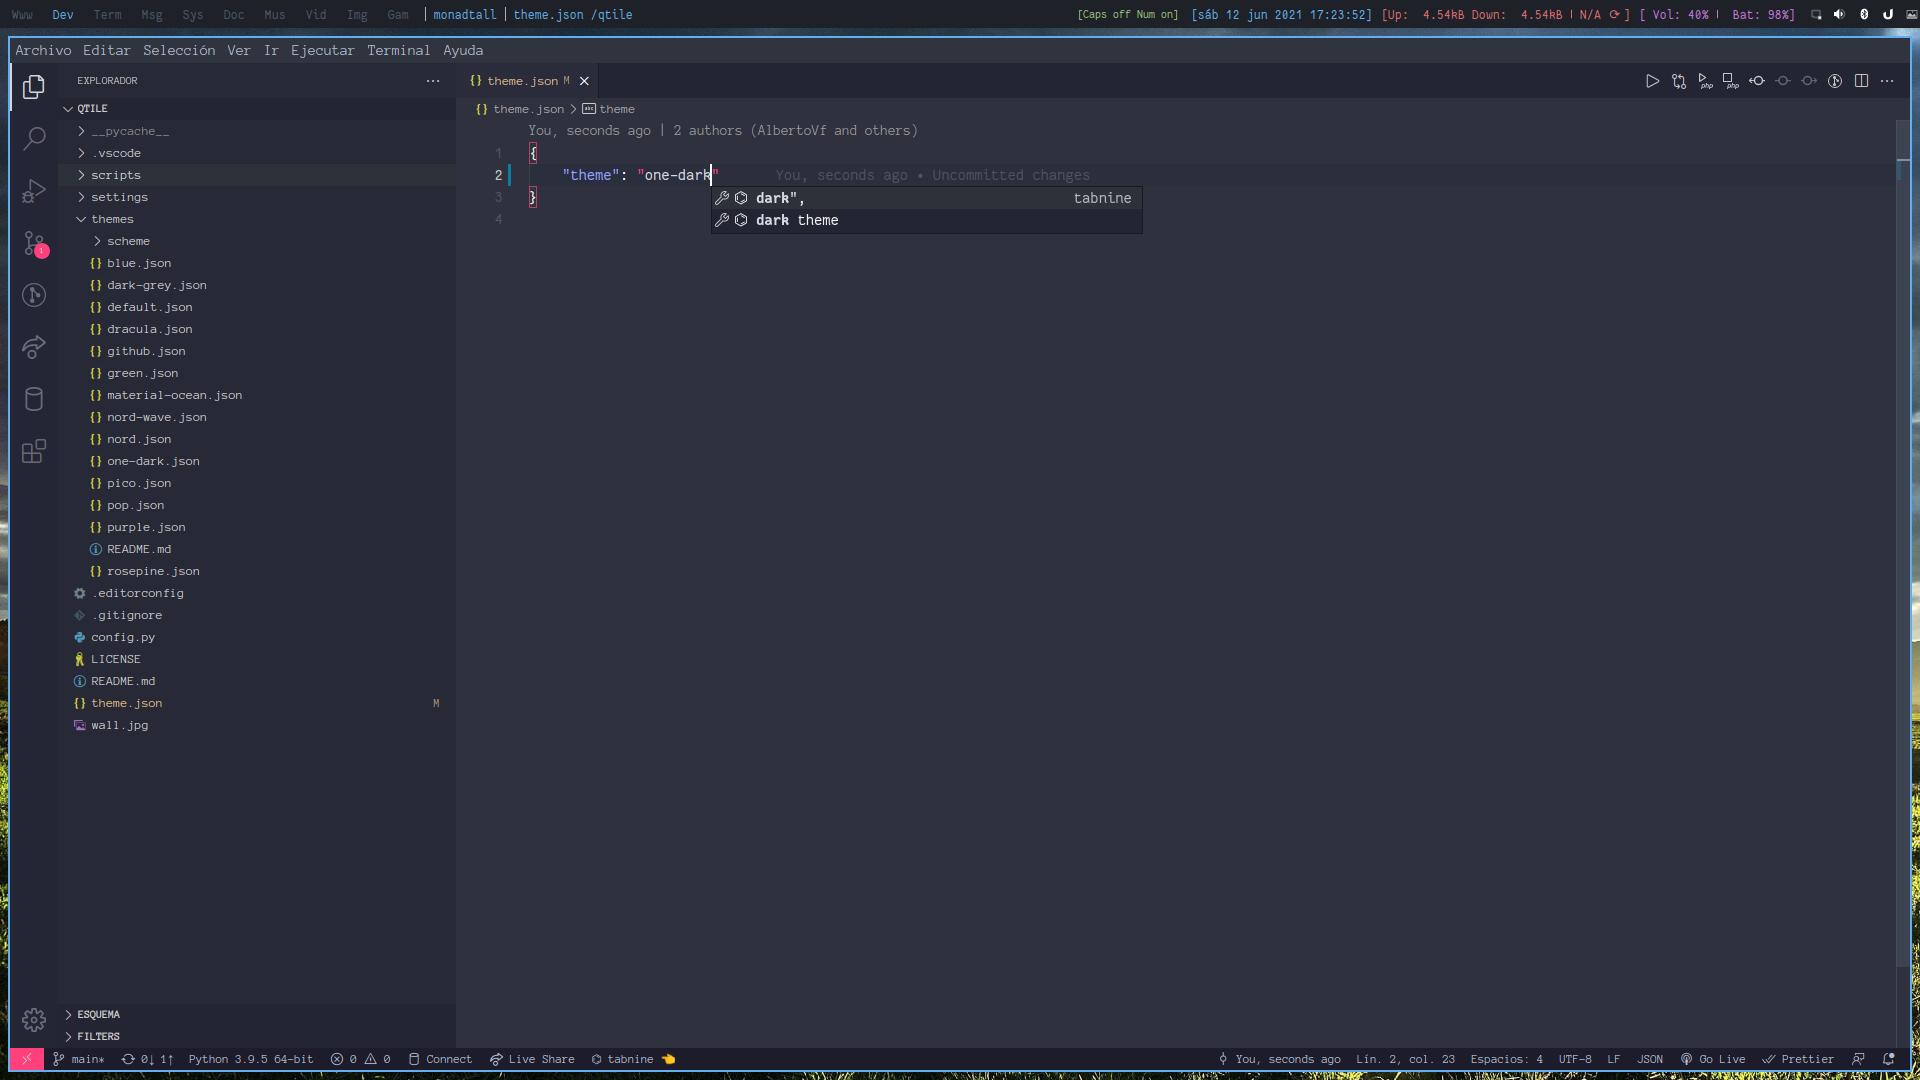 Www Dev Term Msg Sys Doc Mus Vid Img Gam | monadtall | theme.json /qtile
[Caps off Num on] [sáb 12 jun 2021 17:23:52] [Up: 4.54kB Down: 4.54kB | N/A ⟳ ] [ Vol: 40% | Bat: 98%]
Archivo Editar Selección Ver Ir Ejecutar Terminal Ayuda
EXPLORADOR
QTILE
__pycache__
.vscode
scripts
settings
themes
scheme
{} blue.json
{} dark-grey.json
{} default.json
{} dracula.json
{} github.json
{} green.json
{} material-ocean.json
{} nord-wave.json
{} nord.json
{} one-dark.json
{} pico.json
{} pop.json
{} purple.json
README.md
{} rosepine.json
.editorconfig
.gitignore
config.py
LICENSE
README.md
{} theme.json M
wall.jpg
ESQUEMA
FILTERS
1
{} theme.json M ×
{} theme.json > abc theme
You, seconds ago | 2 authors (AlbertoVf and others)
1 {
2 "theme": "one-dark" You, seconds ago • Uncommitted changes
3 }
4
dark", tabnine
dark theme
php php
main* 0↓ 1↑ Python 3.9.5 64-bit 0 0 Connect Live Share tabnine 👈
You, seconds ago Lín. 2, col. 23 Espacios: 4 UTF-8 LF JSON Go Live Prettier